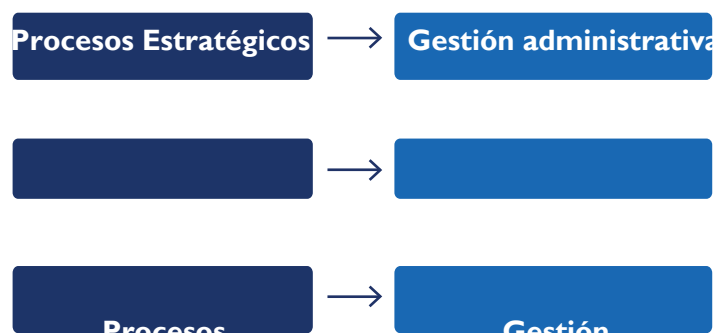 Procesos Estratégicos
Gestión administrativa
Procesos
Gestión